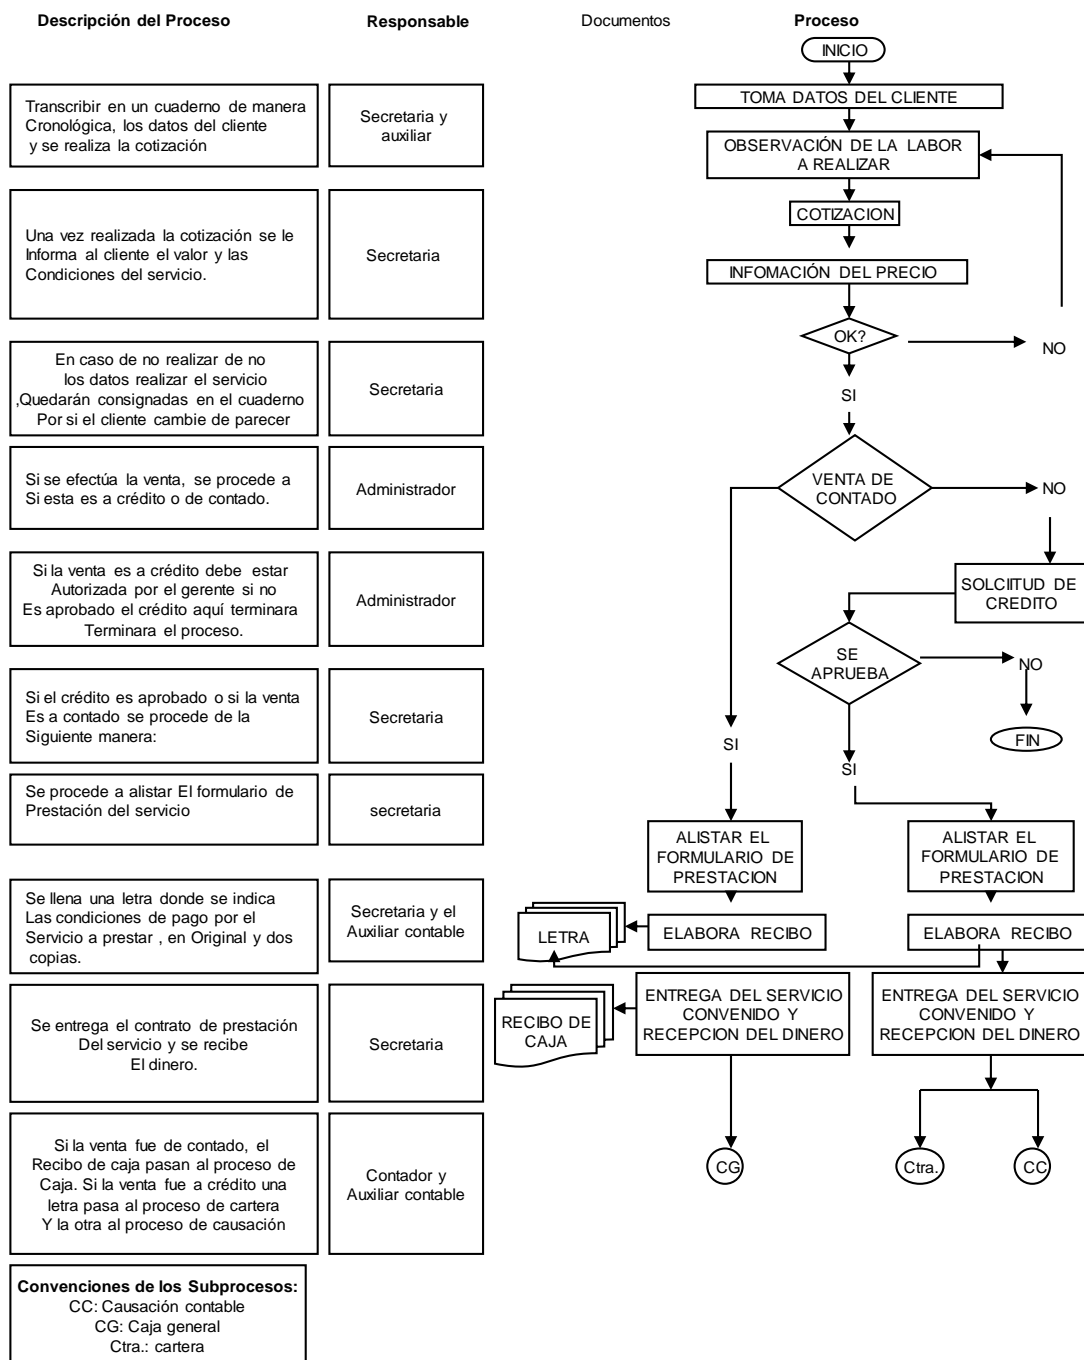 Descripción del Proceso
Responsable
Documentos
Proceso
INICIO
Transcribir en un cuaderno de manera
Cronológica, los datos del cliente
y se realiza la cotización
Secretaria y
auxiliar
TOMA DATOS DEL CLIENTE
OBSERVACIÓN DE LA LABOR
A REALIZAR
COTIZACION
Una vez realizada la cotización se le
Informa al cliente el valor y las
Condiciones del servicio.
Secretaria
INFOMACIÓN DEL PRECIO
OK?
NO
SI
En caso de no realizar de no
los datos realizar el servicio
,Quedarán consignadas en el cuaderno
Por si el cliente cambie de parecer
Secretaria
Si se efectúa la venta, se procede a
Si esta es a crédito o de contado.
Administrador
VENTA DE
CONTADO
NO
Si la venta es a crédito debe estar
Autorizada por el gerente si no
Es aprobado el crédito aquí terminara
Terminara el proceso.
Administrador
SOLCIITUD DE
CREDITO
SE
APRUEBA
NO
FIN
Si el crédito es aprobado o si la venta
Es a contado se procede de la
Siguiente manera:
Secretaria
SI
SI
Se procede a alistar El formulario de
Prestación del servicio
secretaria
ALISTAR EL
FORMULARIO DE
PRESTACION
ALISTAR EL
FORMULARIO DE
PRESTACION
Se llena una letra donde se indica
Las condiciones de pago por el
Servicio a prestar , en Original y dos
copias.
Secretaria y el
Auxiliar contable
LETRA
ELABORA RECIBO
ELABORA RECIBO
Se entrega el contrato de prestación
Del servicio y se recibe
El dinero.
Secretaria
RECIBO DE
CAJA
ENTREGA DEL SERVICIO
CONVENIDO Y
RECEPCION DEL DINERO
ENTREGA DEL SERVICIO
CONVENIDO Y
RECEPCION DEL DINERO
Si la venta fue de contado, el
Recibo de caja pasan al proceso de
Caja. Si la venta fue a crédito una
letra pasa al proceso de cartera
Y la otra al proceso de causación
Contador y
Auxiliar contable
CG
Ctra.
CC
Convenciones de los Subprocesos:
CC: Causación contable
CG: Caja general
Ctra.: cartera